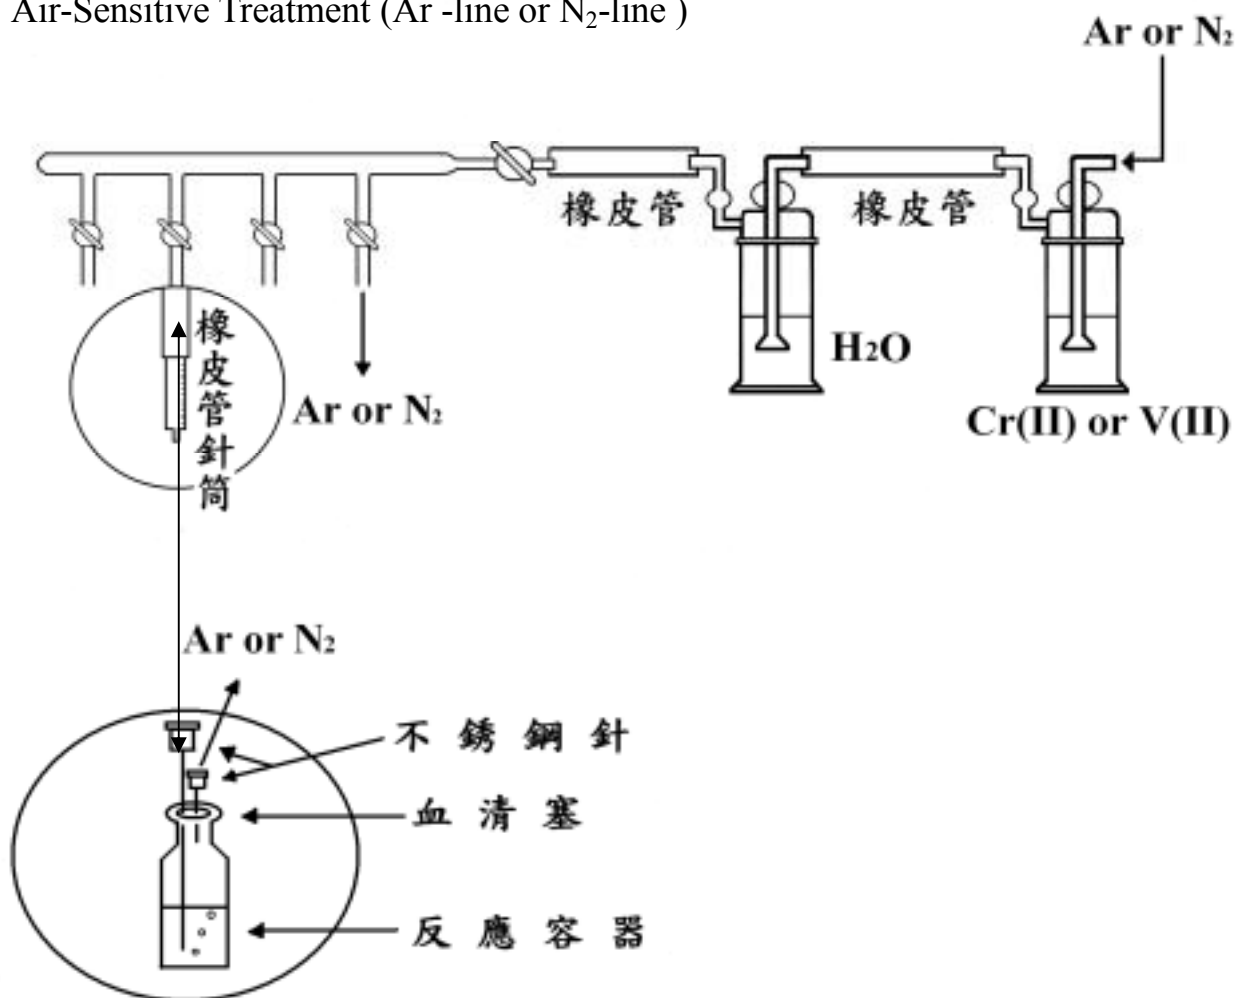 Air-Sensitive Treatment (Ar -line or N₂-line )
Ar or N₂
橡皮管
橡皮管
H₂O
Cr(II) or V(II)
橡皮管針筒
Ar or N₂
Ar or N₂
不銹鋼針
血清塞
反應容器